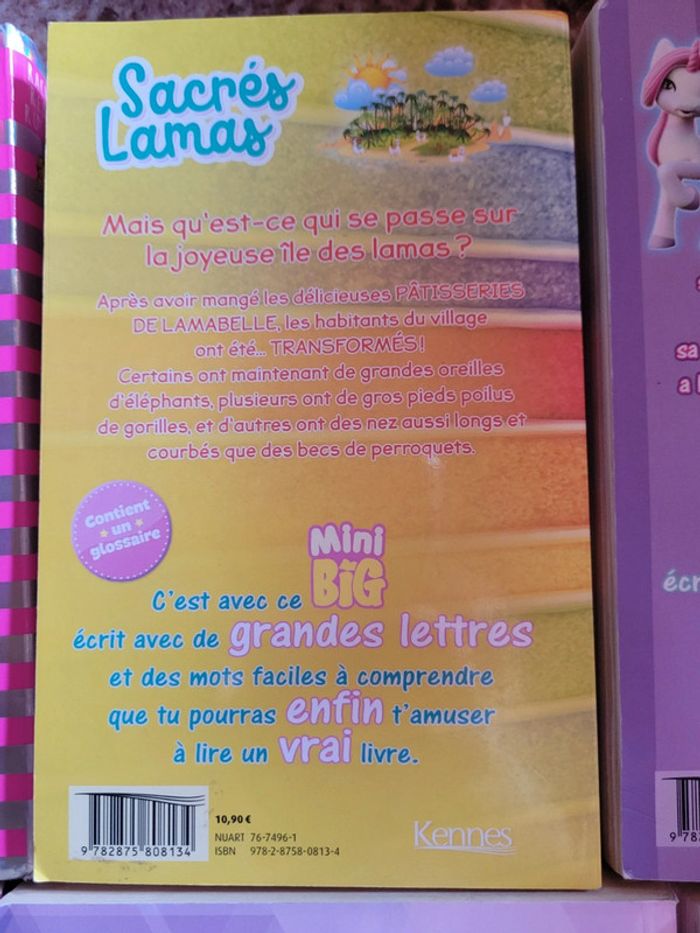 Sacrés
Lamas
Mais qu'est-ce qui se passe sur
la joyeuse île des lamas ?
Après avoir mangé les délicieuses PÂTISSERIES
DE LAMABELLE, les habitants du village
ont été... TRANSFORMÉS !
Certains ont maintenant de grandes oreilles
d'éléphants, plusieurs ont de gros pieds poilus
de gorilles, et d'autres ont des nez aussi longs et
courbés que des becs de perroquets.
Contient
un
glossaire
Mini
BIG
C'est avec ce
écrit avec de grandes lettres
et des mots faciles à comprendre
que tu pourras enfin t'amuser
à lire un vrai livre.
10,90 €
NUART 76-7496-1
ISBN 978-2-8758-0813-4
9 782875 808134
Kennes
sa
a l
écr
9 782